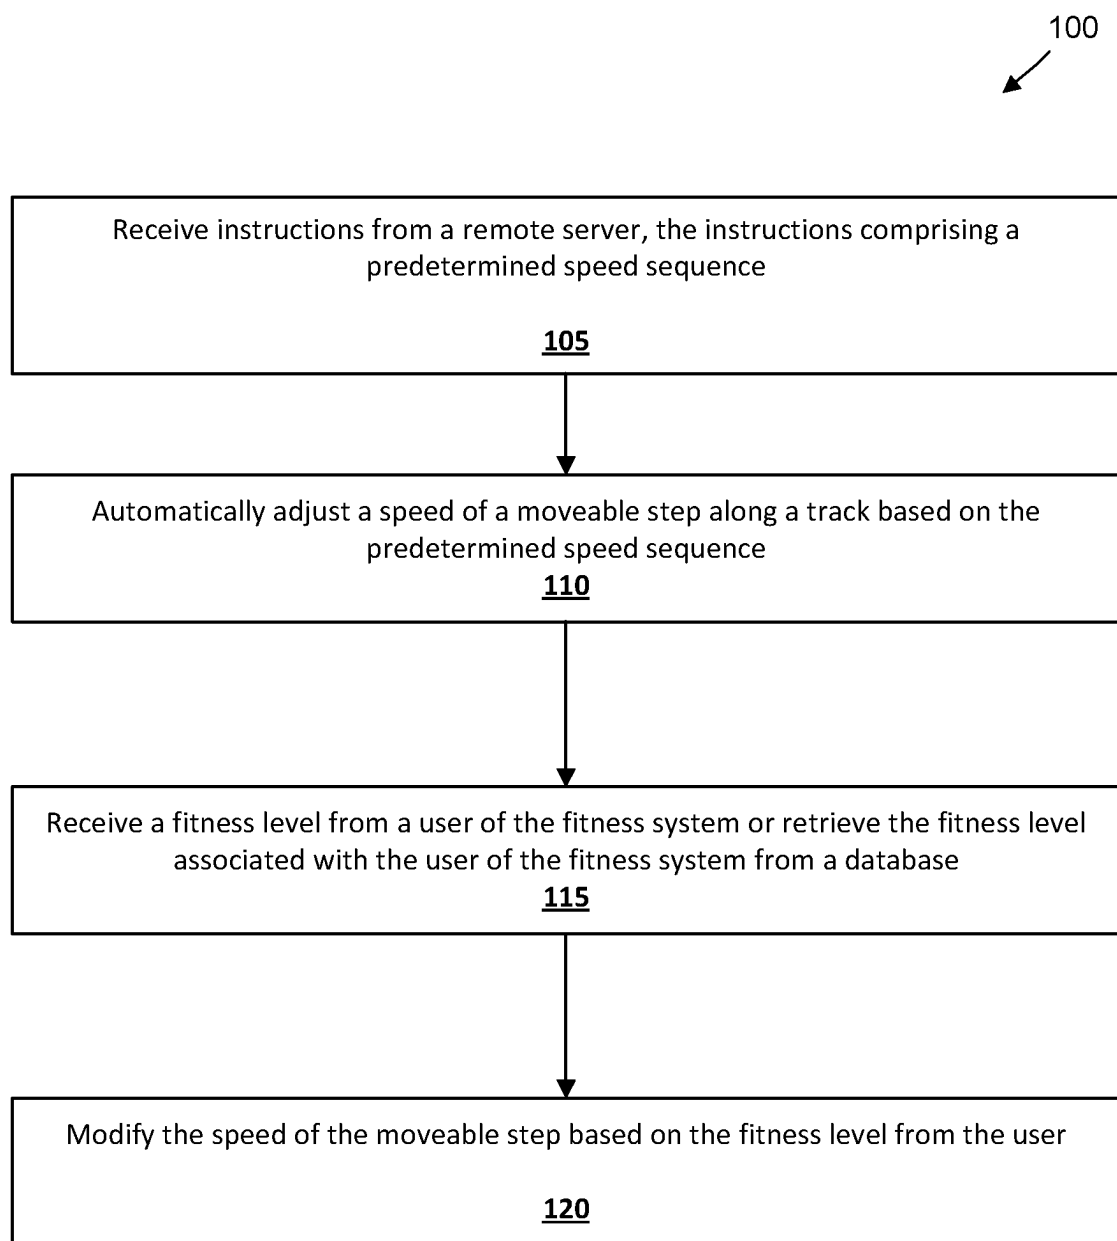 100
Receive instructions from a remote server, the instructions comprising a
predetermined speed sequence
105
Automatically adjust a speed of a moveable step along a track based on the
predetermined speed sequence
110
Receive a fitness level from a user of the fitness system or retrieve the fitness level
associated with the user of the fitness system from a database
115
Modify the speed of the moveable step based on the fitness level from the user
120